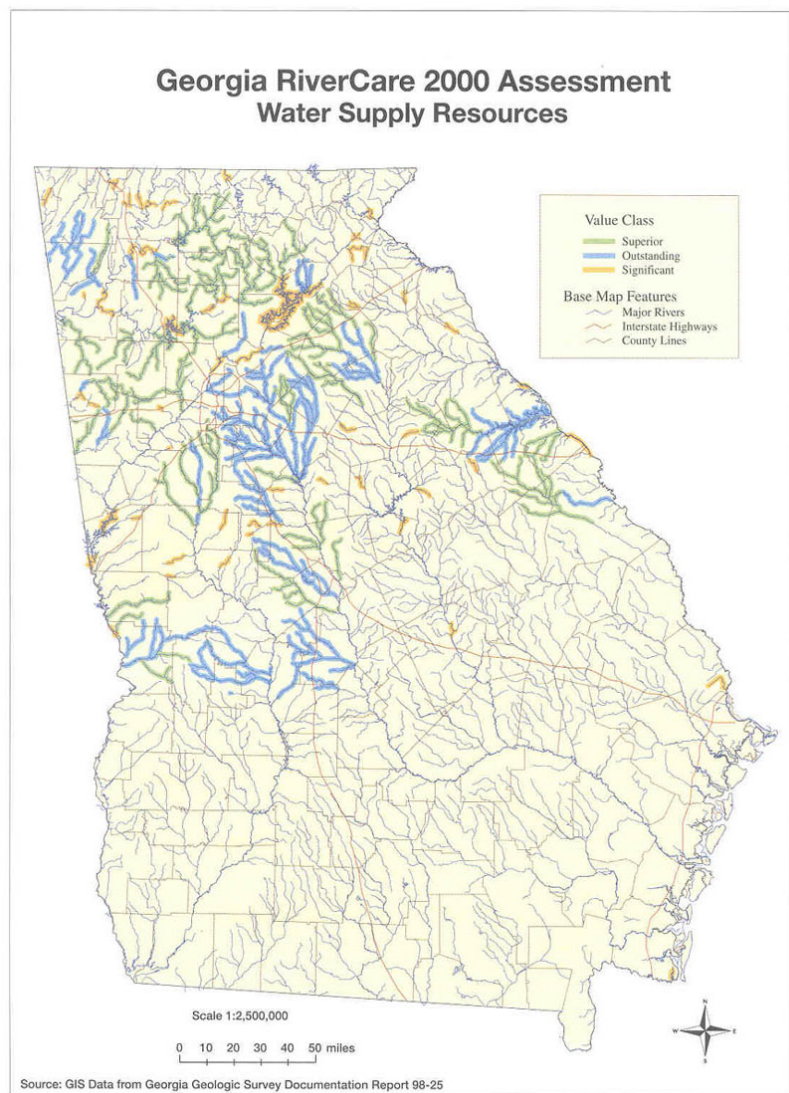 Georgia RiverCare 2000 Assessment
Water Supply Resources
Value Class
Superior
Outstanding
Significant
Base Map Features
Major Rivers
Interstate Highways
County Lines
Scale 1:2,500,000
0 10 20 30 40 50 miles
N
W E
S
Source: GIS Data from Georgia Geologic Survey Documentation Report 98-25